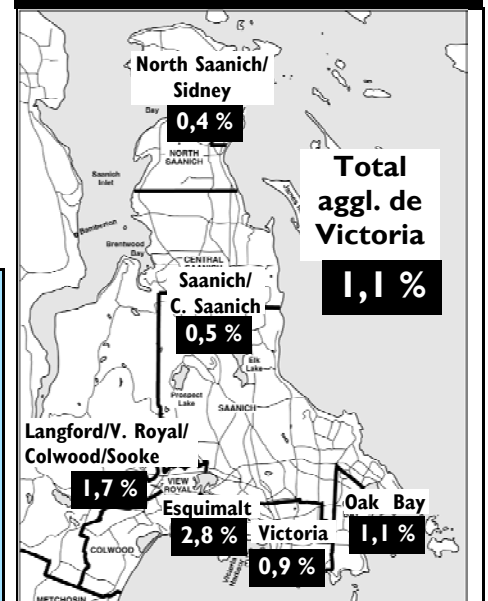 North Saanich/
Sidney
0,4 %
Bay
NORTH
SAANICH
Saanich
Inlet
Total
aggl. de
Victoria
1,1 %
Bamberton
Brentwood
Bay
CENTRAL
Saanich/
C. Saanich
0,5 %
Elk
Lake
Prospect
Lake
SAANICH
Langford/V. Royal/
Colwood/Sooke
1,7 %
VIEW
ROYAL
Esquimalt
2,8 %
Victoria
0,9 %
Oak Bay
1,1 %
COLWOOD
METCHOSIN